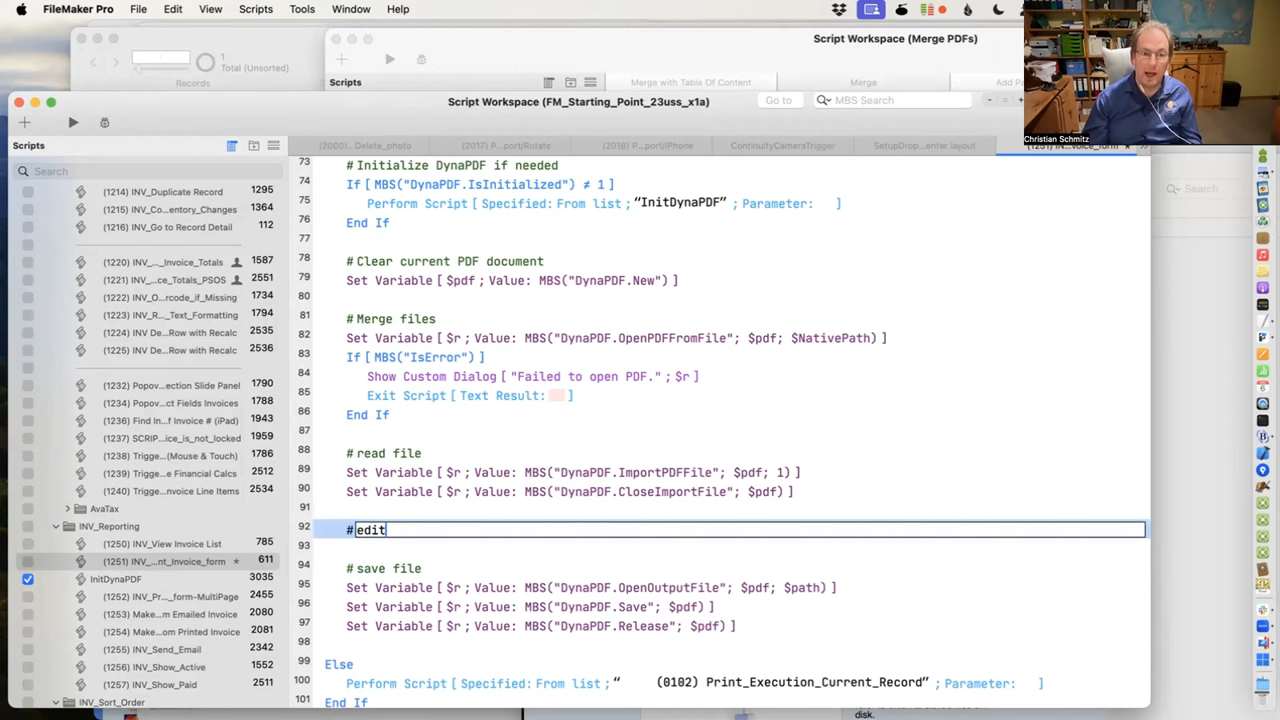 FileMaker Pro File Edit View Scripts Tools Window Help
Script Workspace (Merge PDFs)
Total (Unsorted)
Records
Scripts
Merge with Table Of Content
Merge
Script Workspace (FM_Starting_Point_23uss_x1a)
Go to
MBS Search
Christian Schmitz
Scripts
(2000)...Delete_photo
(2017) P...port/Rotate
(2018) P...port/iPhone
ContinuityCameraTrigger
SetupDrop...enter layout
Search
Search
(1214) INV_Duplicate Record 1295
(1215) INV_Co...entory_Changes 1364
(1216) INV_Go to Record Detail 112
(1220) INV_..._Invoice_Totals 1587
(1221) INV_...ce_Totals_PSOS 2551
(1222) INV_O...rcode_if_Missing 1734
(1223) INV_R..._Text_Formatting 1794
(1224) INV De...Row with Recalc 2535
(1225) INV De...Row with Recalc 2536
(1232) Popov...ection Slide Panel 1790
(1235) Popov...ct Fields Invoices 1788
(1236) Find In...f Invoice # (iPad) 1943
(1237) SCRIP...ice_is_not_locked 1959
(1238) Trigge...(Mouse & Touch) 1786
(1239) Trigge...e Financial Calcs 2512
(1240) Trigge...nvoice Line Items 2534
AvaTax
INV_Reporting
(1250) INV_View Invoice List 785
(1251) INV_...nt_Invoice_form * 611
InitDynaPDF 3035
(1252) INV_Pr..._form-MultiPage 2455
(1253) Make...m Emailed Invoice 2080
(1254) Make...om Printed Invoice 2081
(1255) INV_Send_Email 2342
(1256) INV_Show_Active 1552
(1257) INV_Show_Paid 2511
INV_Sort_Order
73 # Initialize DynaPDF if needed
74 If [ MBS("DynaPDF.IsInitialized") ≠ 1 ]
75 Perform Script [ Specified: From list ; “InitDynaPDF” ; Parameter: ]
76 End If
77
78 # Clear current PDF document
79 Set Variable [ $pdf ; Value: MBS("DynaPDF.New") ]
80
81 # Merge files
82 Set Variable [ $r ; Value: MBS("DynaPDF.OpenPDFFromFile"; $pdf; $NativePath) ]
83 If [ MBS("IsError") ]
84 Show Custom Dialog [ "Failed to open PDF." ; $r ]
85 Exit Script [ Text Result: ]
86 End If
87
88 # read file
89 Set Variable [ $r ; Value: MBS("DynaPDF.ImportPDFFile"; $pdf; 1) ]
90 Set Variable [ $r ; Value: MBS("DynaPDF.CloseImportFile"; $pdf) ]
91
92 # edit
93
94 # save file
95 Set Variable [ $r ; Value: MBS("DynaPDF.OpenOutputFile"; $pdf; $path) ]
96 Set Variable [ $r ; Value: MBS("DynaPDF.Save"; $pdf) ]
97 Set Variable [ $r ; Value: MBS("DynaPDF.Release"; $pdf) ]
98
99 Else
100 Perform Script [ Specified: From list ; “ (0102) Print_Execution_Current_Record” ; Parameter: ]
101 End If
disk.